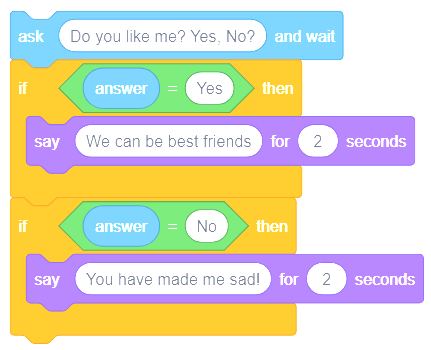 ask Do you like me? Yes, No? and wait
if answer = Yes then
say We can be best friends for 2 seconds
if answer = No then
say You have made me sad! for 2 seconds